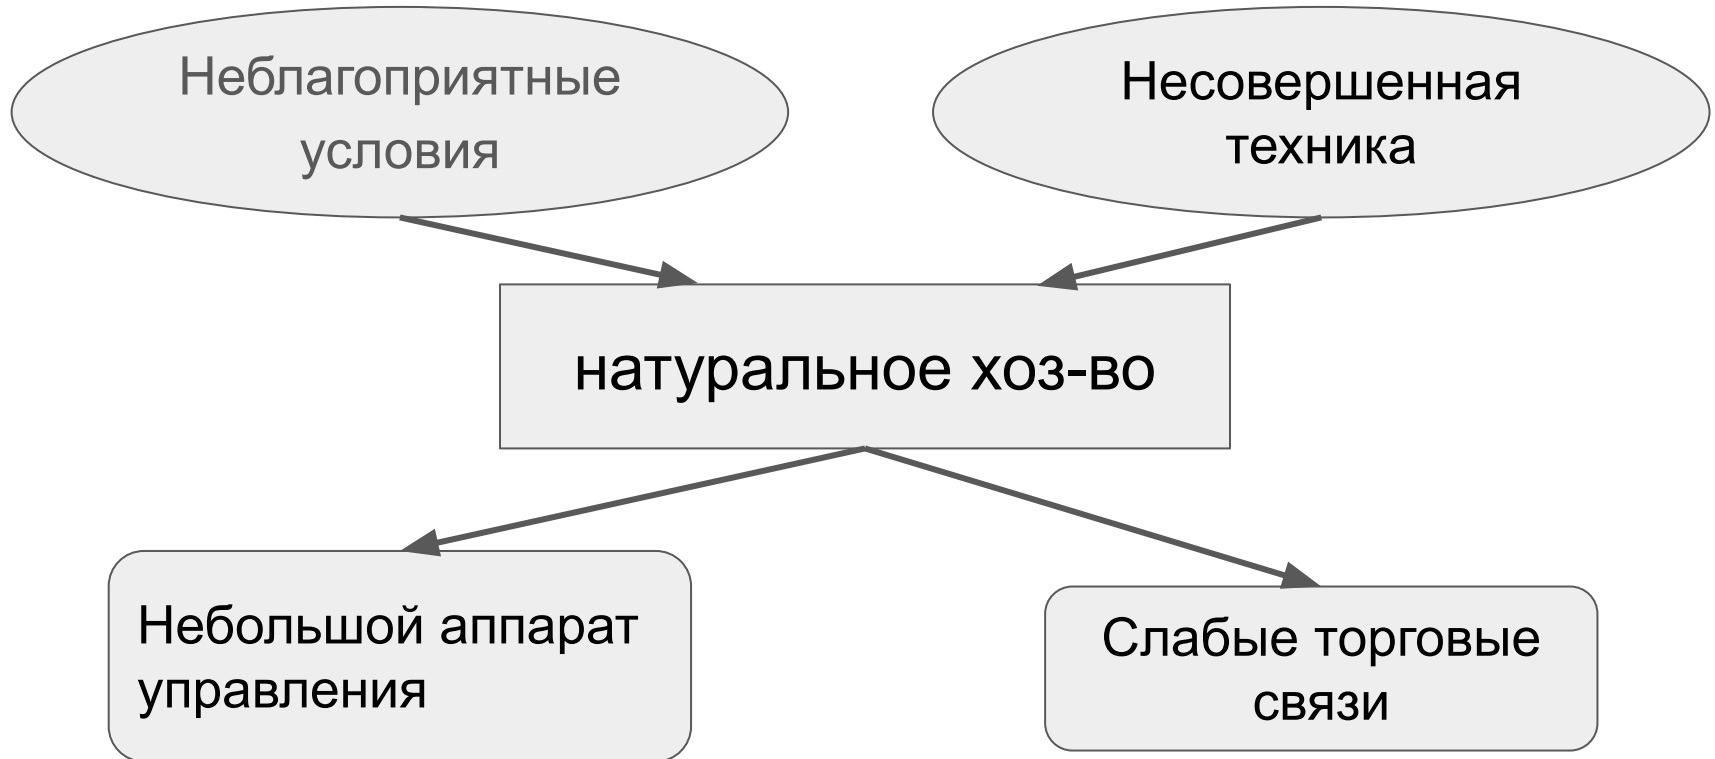 Неблагоприятные
условия
Несовершенная
техника
натуральное хоз-во
Небольшой аппарат
управления
Слабые торговые
связи